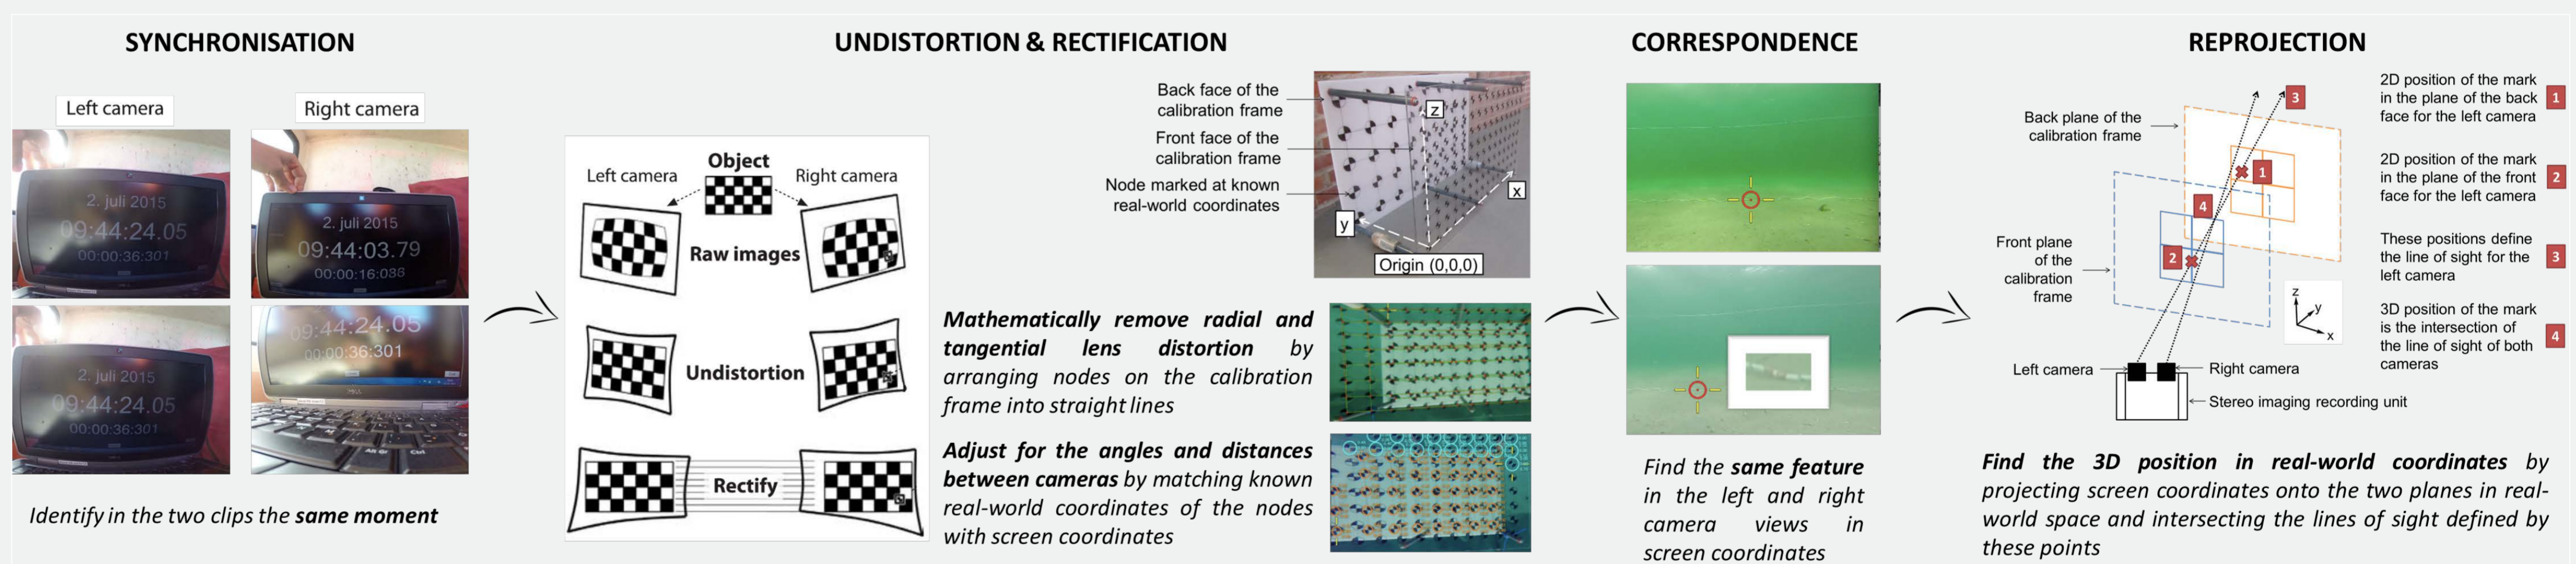 SYNCHRONISATION
Left camera
Right camera
2. juli 2015
09:44:24.05
00:00:36:301
2. juli 2015
09:44:03.79
00:00:16:036
2. juli 2015
09:44:24.05
00:00:36:301
09:44:24.05
00:00:36:301
DELL
Alt Gr
Ctrl
Identify in the two clips the same moment
UNDISTORTION & RECTIFICATION
Object
Left camera
Right camera
Raw images
Undistortion
Rectify
Back face of the
calibration frame
Front face of the
calibration frame
Node marked at known
real-world coordinates
z
x
y
Origin (0,0,0)
Mathematically remove radial and
tangential lens distortion by
arranging nodes on the calibration
frame into straight lines
Adjust for the angles and distances
between cameras by matching known
real-world coordinates of the nodes
with screen coordinates
CORRESPONDENCE
Find the same feature
in the left and right
camera views in
screen coordinates
REPROJECTION
Back plane of the
calibration frame
Front plane
of the
calibration
frame
3
1
4
2
z
y
x
Left camera
Right camera
Stereo imaging recording unit
2D position of the mark
in the plane of the back
face for the left camera
1
2D position of the mark
in the plane of the front
face for the left camera
2
These positions define
the line of sight for the
left camera
3
3D position of the mark
is the intersection of
the line of sight of both
cameras
4
Find the 3D position in real-world coordinates by
projecting screen coordinates onto the two planes in real-
world space and intersecting the lines of sight defined by
these points